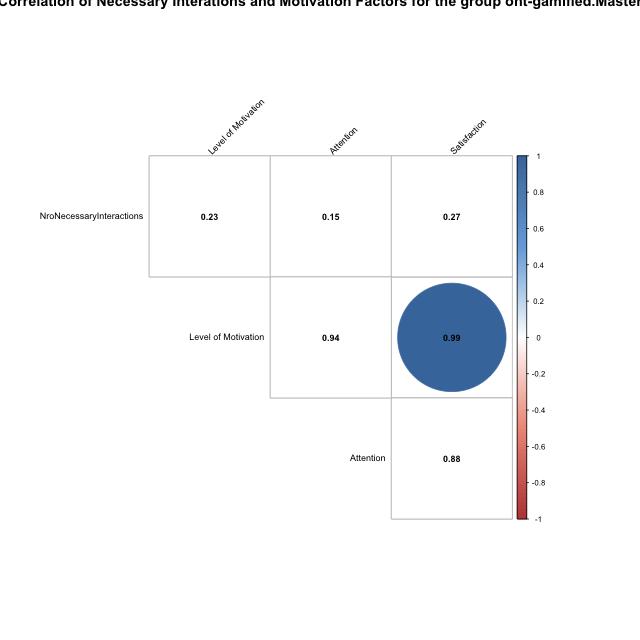 Correlation of Necessary Interations and Motivation Factors for the group ont-gamified.Master
Level of Motivation
Attention
Satisfaction
NroNecessaryInteractions
0.23
0.15
0.27
Level of Motivation
0.94
0.99
Attention
0.88
1
0.8
0.6
0.4
0.2
0
-0.2
-0.4
-0.6
-0.8
-1